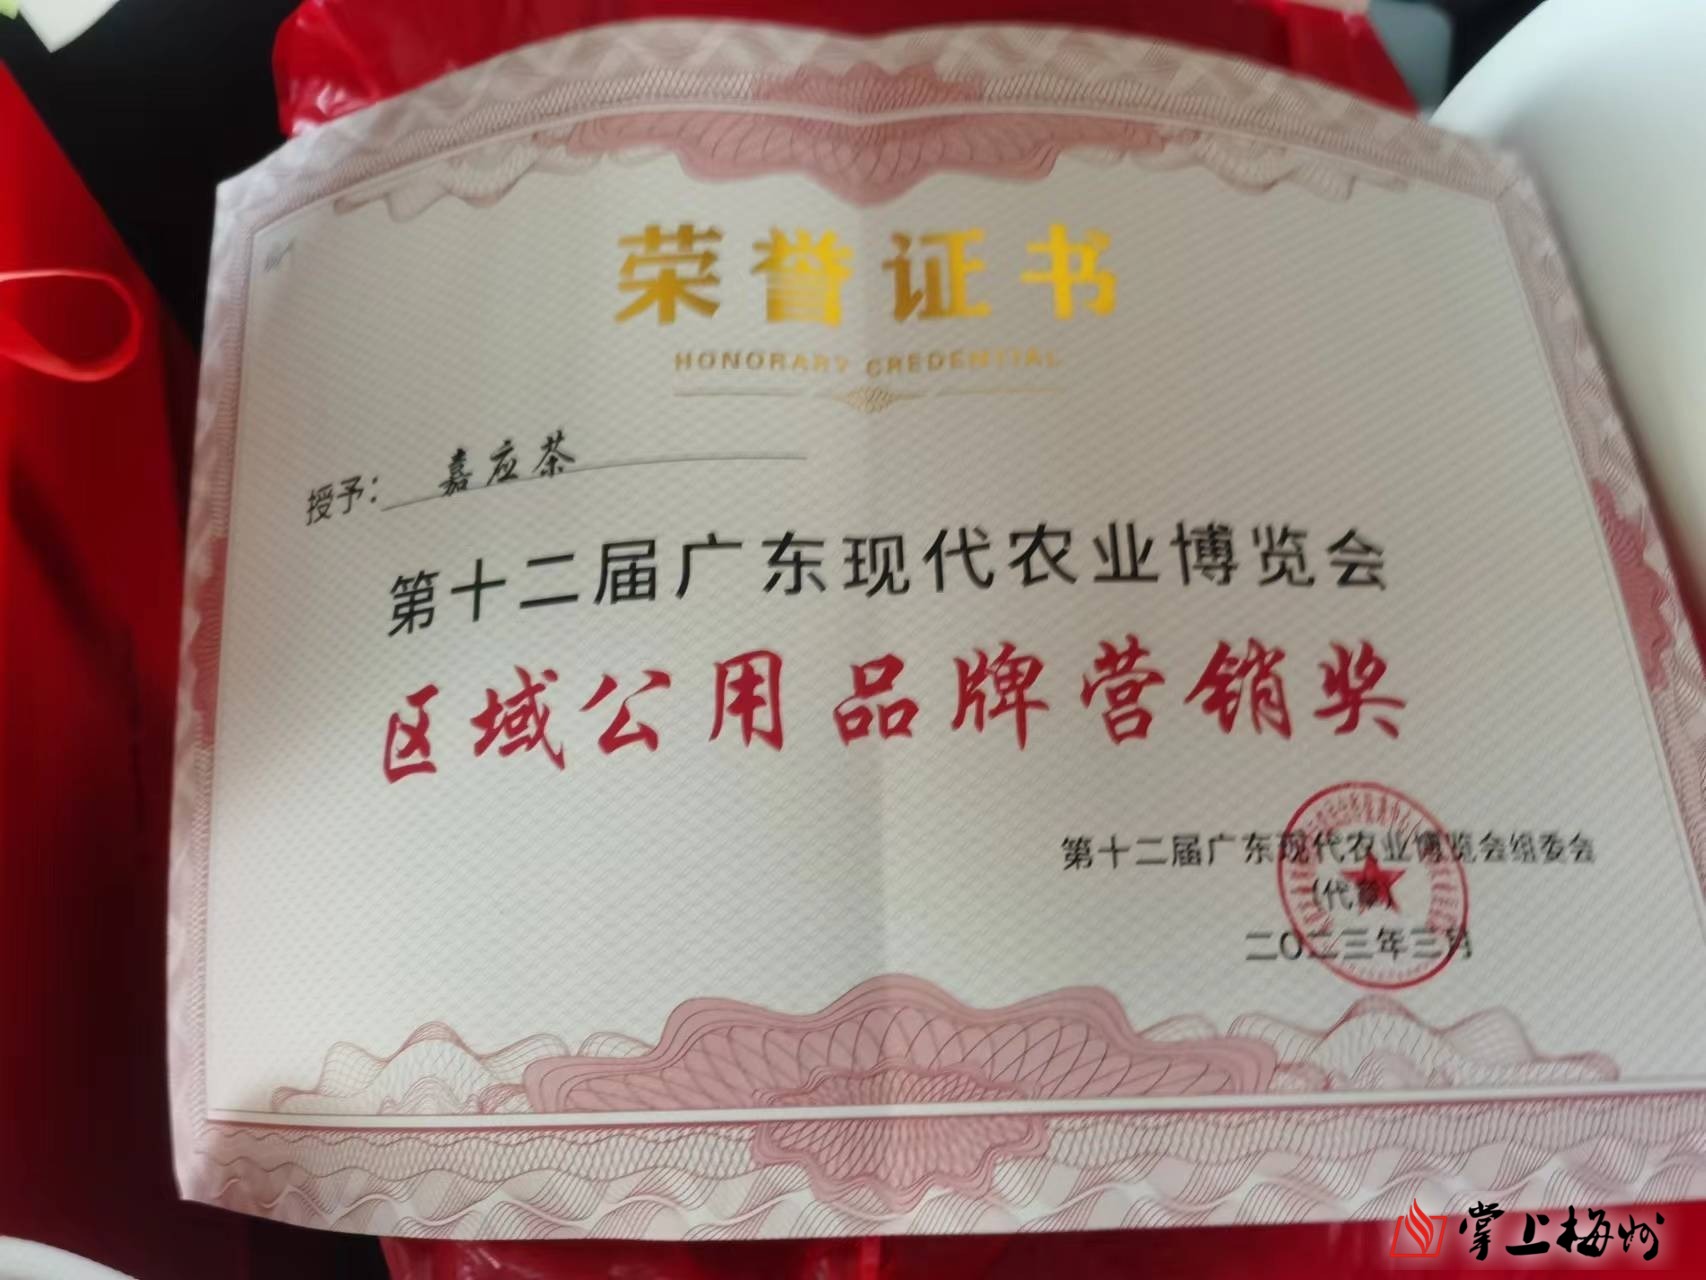 荣誉证书
HONORARY CREDENTIAL
授予：嘉应茶
第十二届广东现代农业博览会
区域公用品牌营销奖
第十二届广东现代农业博览会组委会
（代章）
二〇二三年三月
掌上梅州